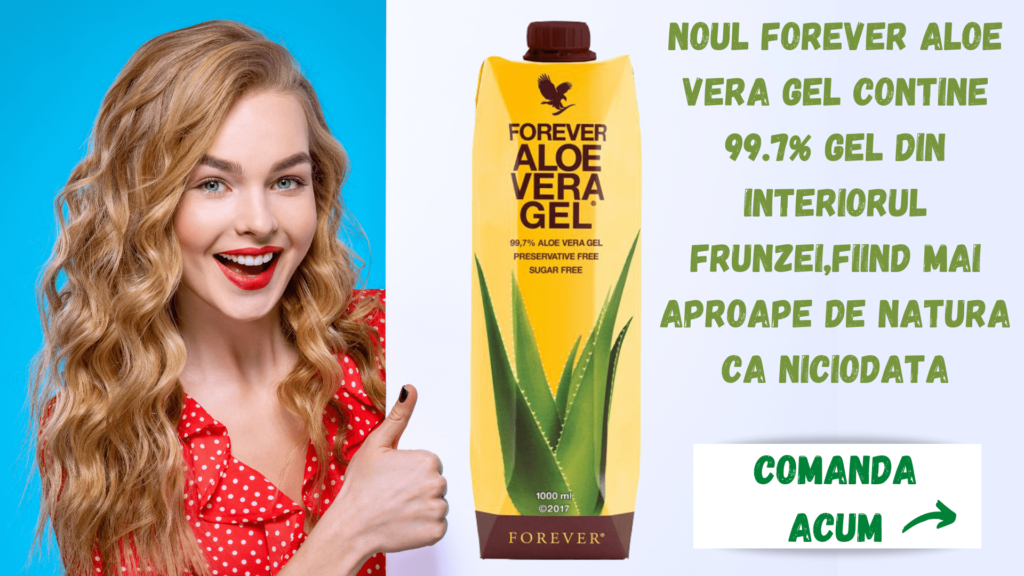 FOREVER
ALOE
VERA
GEL®
99,7% ALOE VERA GEL
PRESERVATIVE FREE
SUGAR FREE
1000 ml
©2017
FOREVER®
NOUL FOREVER ALOE
VERA GEL CONTINE
99.7% GEL DIN
INTERIORUL
FRUNZEI,FIIND MAI
APROAPE DE NATURA
CA NICIODATA
COMANDA
ACUM